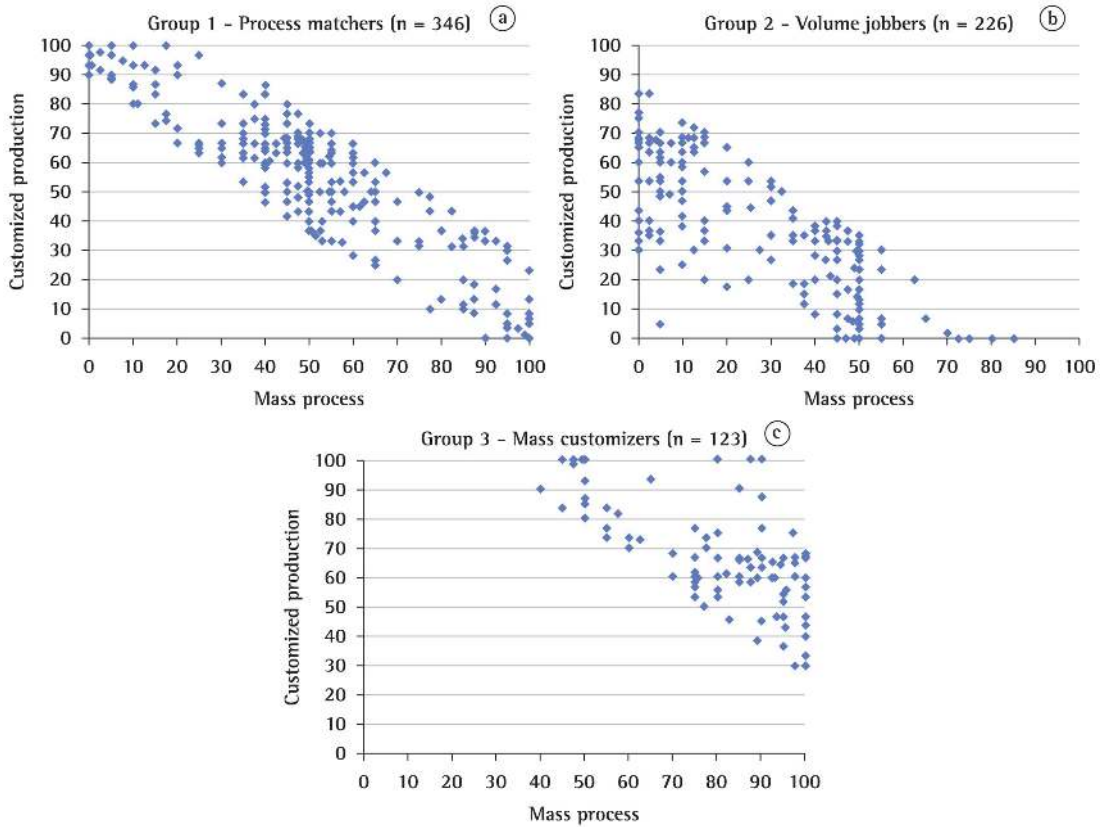 Group 1 - Process matchers (n = 346)
a
100
90
80
70
60
50
40
30
20
10
0
Customized production
0 10 20 30 40 50 60 70 80 90 100
Mass process
Group 2 - Volume jobbers (n = 226)
b
100
90
80
70
60
50
40
30
20
10
0
Customized production
0 10 20 30 40 50 60 70 80 90 100
Mass process
Group 3 - Mass customizers (n = 123)
c
100
90
80
70
60
50
40
30
20
10
0
Customized production
0 10 20 30 40 50 60 70 80 90 100
Mass process